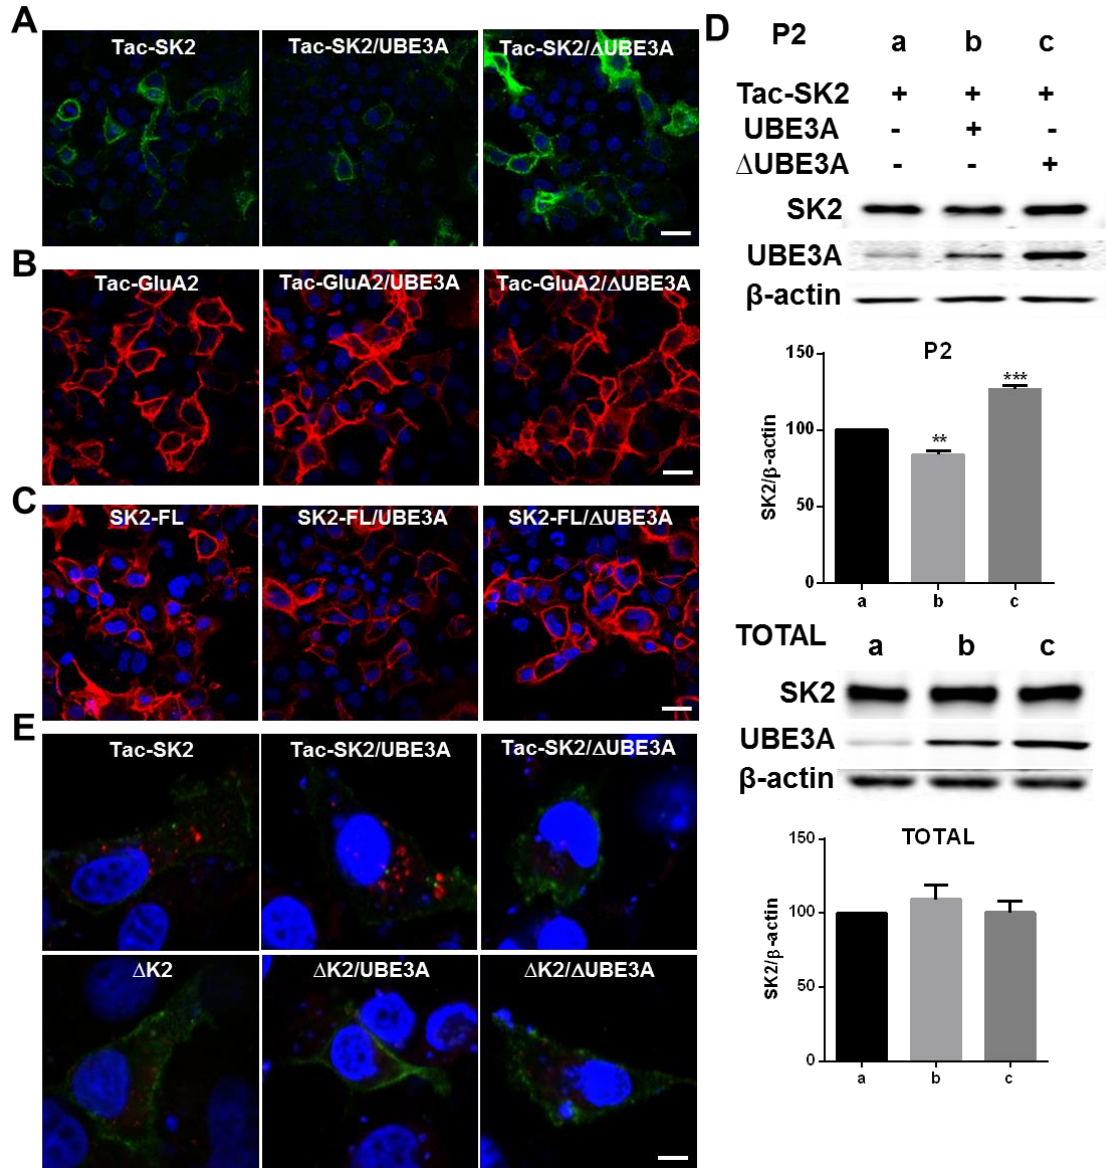 A
Tac-SK2 Tac-SK2/UBE3A Tac-SK2/ΔUBE3A
B
Tac-GluA2 Tac-GluA2/UBE3A Tac-GluA2/ΔUBE3A
C
SK2-FL SK2-FL/UBE3A SK2-FL/ΔUBE3A
E
Tac-SK2 Tac-SK2/UBE3A Tac-SK2/ΔUBE3A
ΔK2 ΔK2/UBE3A ΔK2/ΔUBE3A
D
P2 a b c
Tac-SK2 + + +
UBE3A - + -
ΔUBE3A - - +
SK2
UBE3A
β-actin
P2
150
100
50
0
SK2/β-actin
** ***
a b c
TOTAL a b c
SK2
UBE3A
β-actin
TOTAL
150
100
50
0
SK2/β-actin
a b c